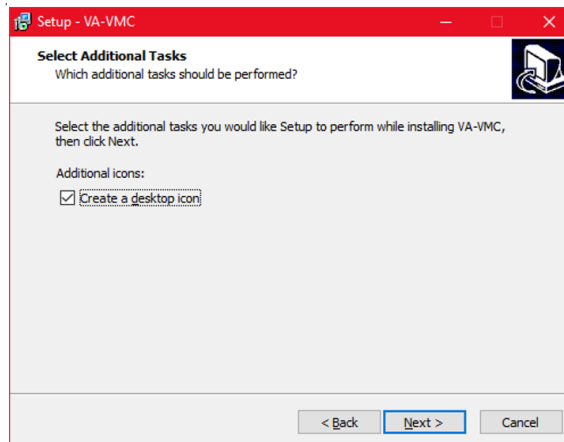 Setup - VA-VMC
Select Additional Tasks
Which additional tasks should be performed?
Select the additional tasks you would like Setup to perform while installing VA-VMC,
then click Next.
Additional icons:
Create a desktop icon
< Back
Next >
Cancel